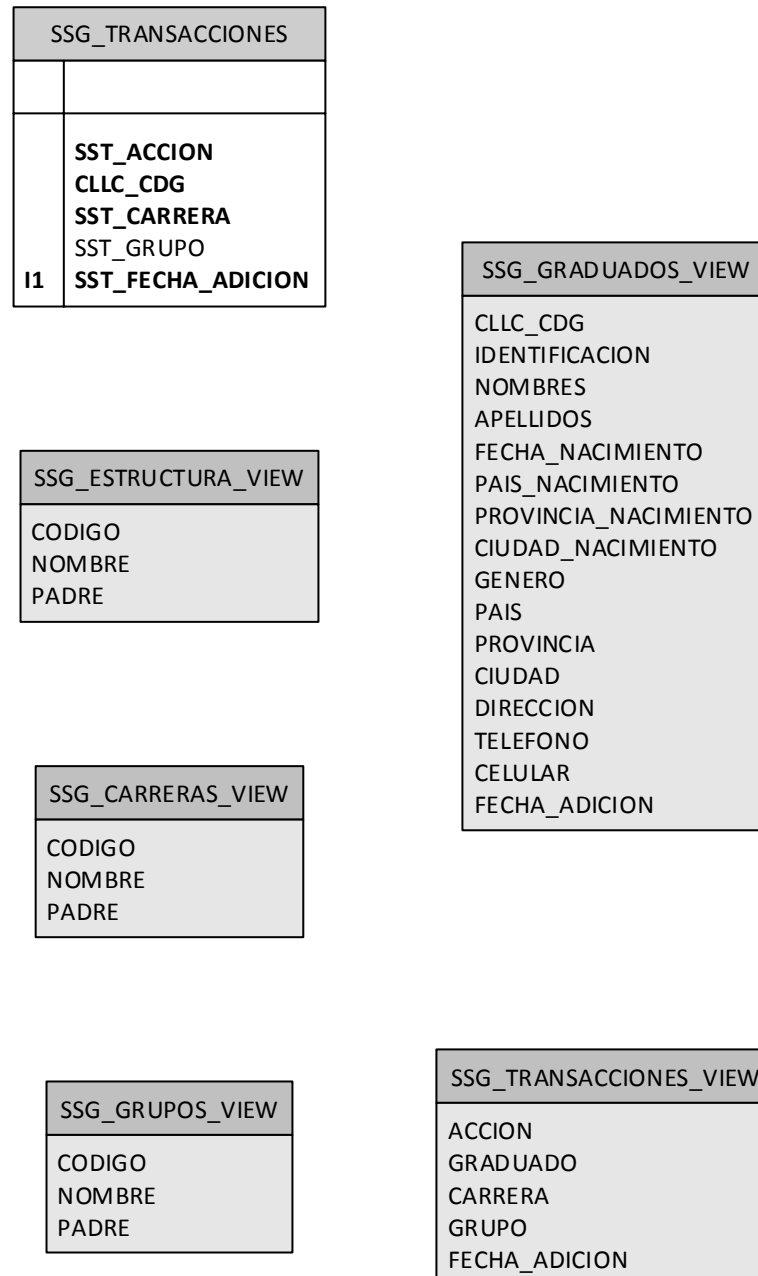 SSG_TRANSACCIONES
SST_ACCION
CLLC_CDG
SST_CARRERA
SST_GRUPO
I1 SST_FECHA_ADICION
SSG_GRADUADOS_VIEW
CLLC_CDG
IDENTIFICACION
NOMBRES
APELLIDOS
FECHA_NACIMIENTO
PAIS_NACIMIENTO
PROVINCIA_NACIMIENTO
CIUDAD_NACIMIENTO
GENERO
PAIS
PROVINCIA
CIUDAD
DIRECCION
TELEFONO
CELULAR
FECHA_ADICION
SSG_ESTRUCTURA_VIEW
CODIGO
NOMBRE
PADRE
SSG_CARRERAS_VIEW
CODIGO
NOMBRE
PADRE
SSG_GRUPOS_VIEW
CODIGO
NOMBRE
PADRE
SSG_TRANSACCIONES_VIEW
ACCION
GRADUADO
CARRERA
GRUPO
FECHA_ADICION